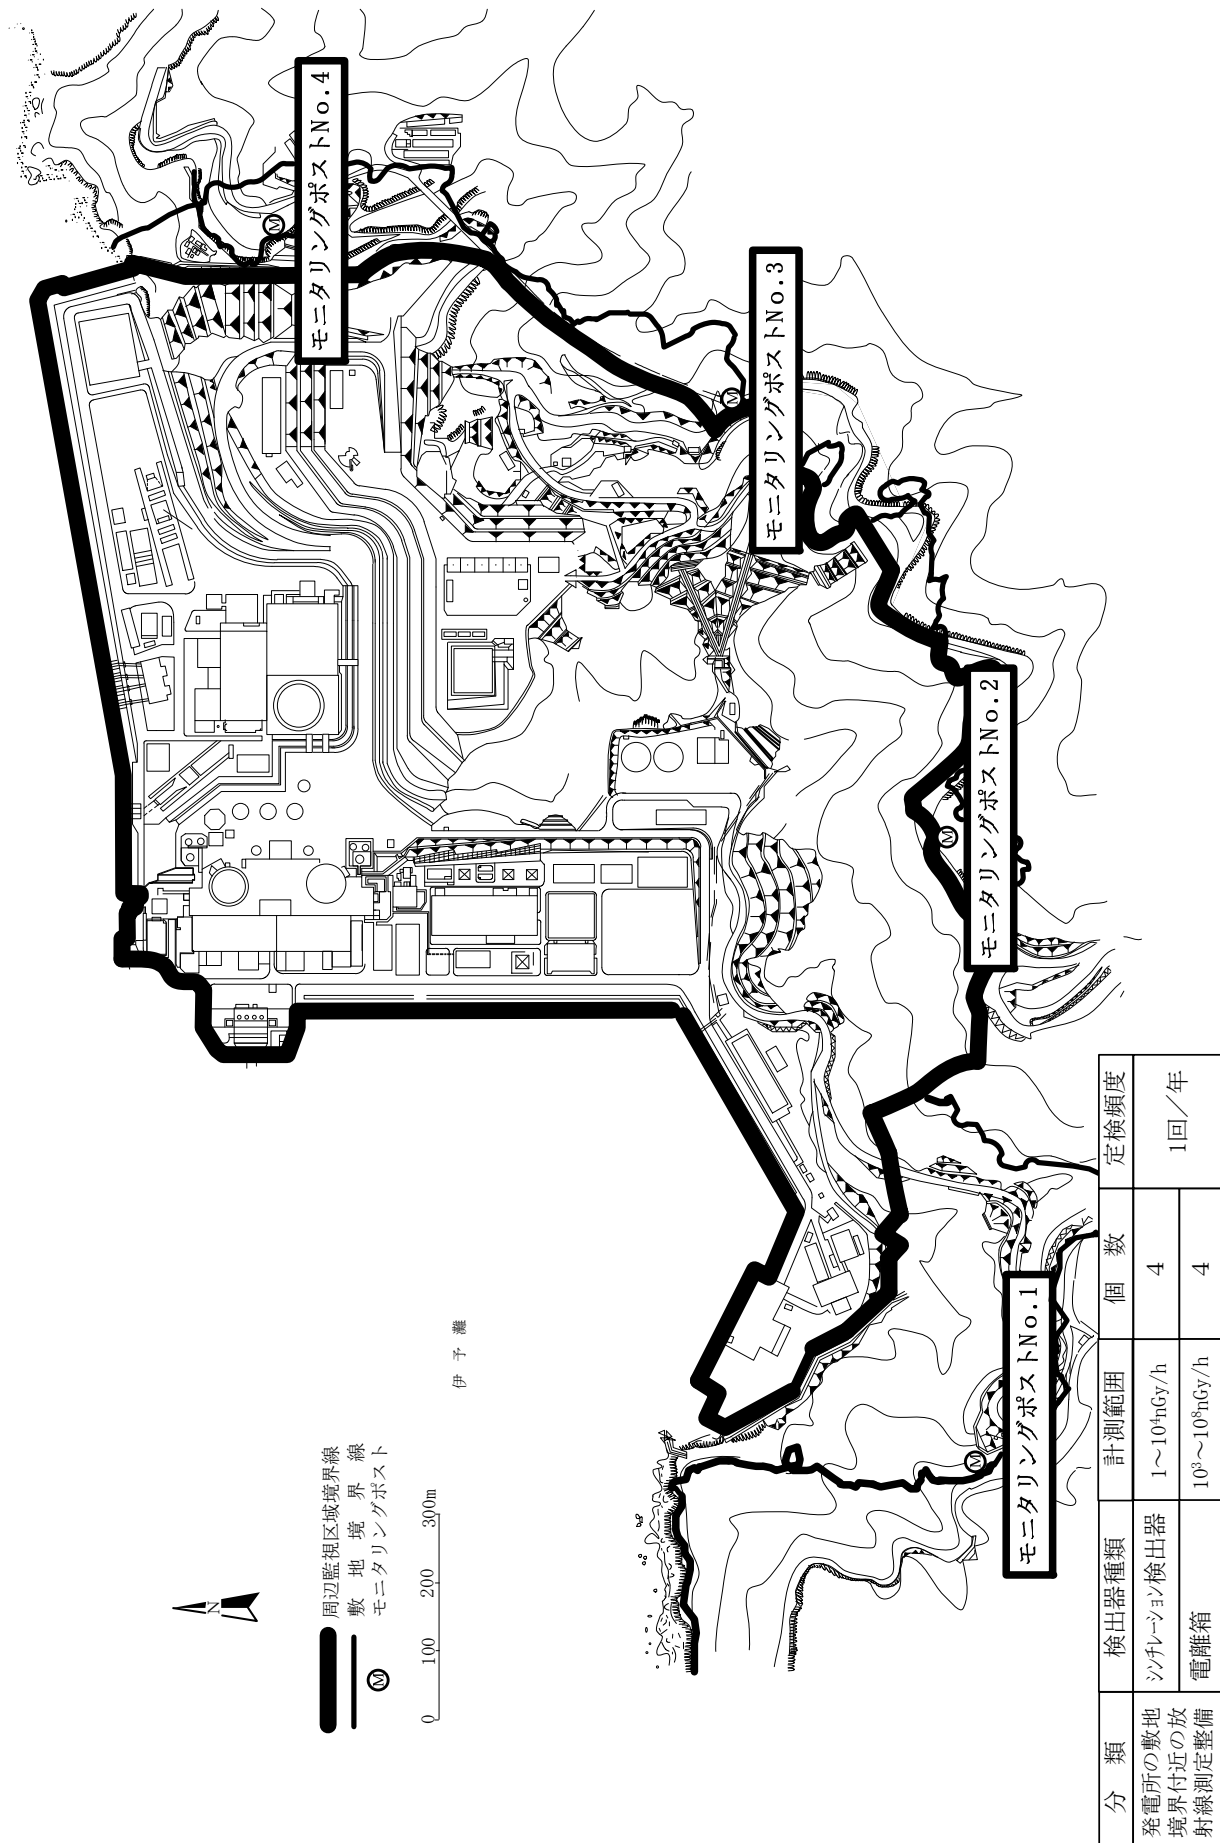 モニタリングポストNo.4
モニタリングポストNo.3
モニタリングポストNo.2
モニタリングポストNo.1
M
M
M
M
伊予灘
N
周辺監視区域境界線
敷地境界線
M モニタリングポスト
0 100 200 300m
分類 検出器種類 計測範囲 個数 定検頻度
発電所の敷地
境界付近の放
射線測定整備
シンチレーション検出器 1～10⁴nGy/h 4
電離箱 10³～10⁸nGy/h 4
1回／年